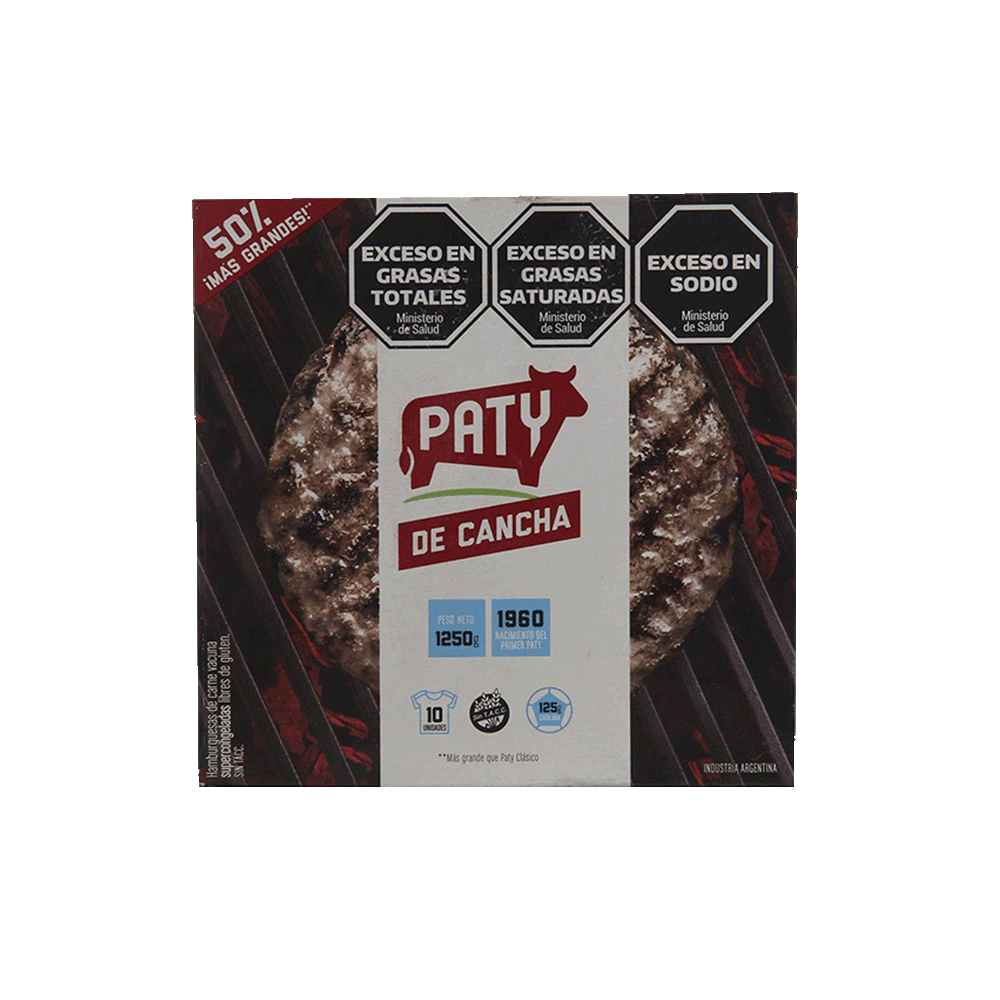 50%
¡MÁS GRANDES!**
EXCESO EN
GRASAS
TOTALES
Ministerio
de Salud
EXCESO EN
GRASAS
SATURADAS
Ministerio
de Salud
EXCESO EN
SODIO
Ministerio
de Salud
PATY
DE CANCHA
PESO NETO
1250g
1960
NACIMIENTO DEL
PRIMER PATY
10
UNIDADES
Sin T.A.C.C.
125g
CADA UNA
**Más grande que Paty Clásico
Hamburguesas de carne vacuna
supercongeladas libres de gluten.
SIN TACC.
INDUSTRIA ARGENTINA